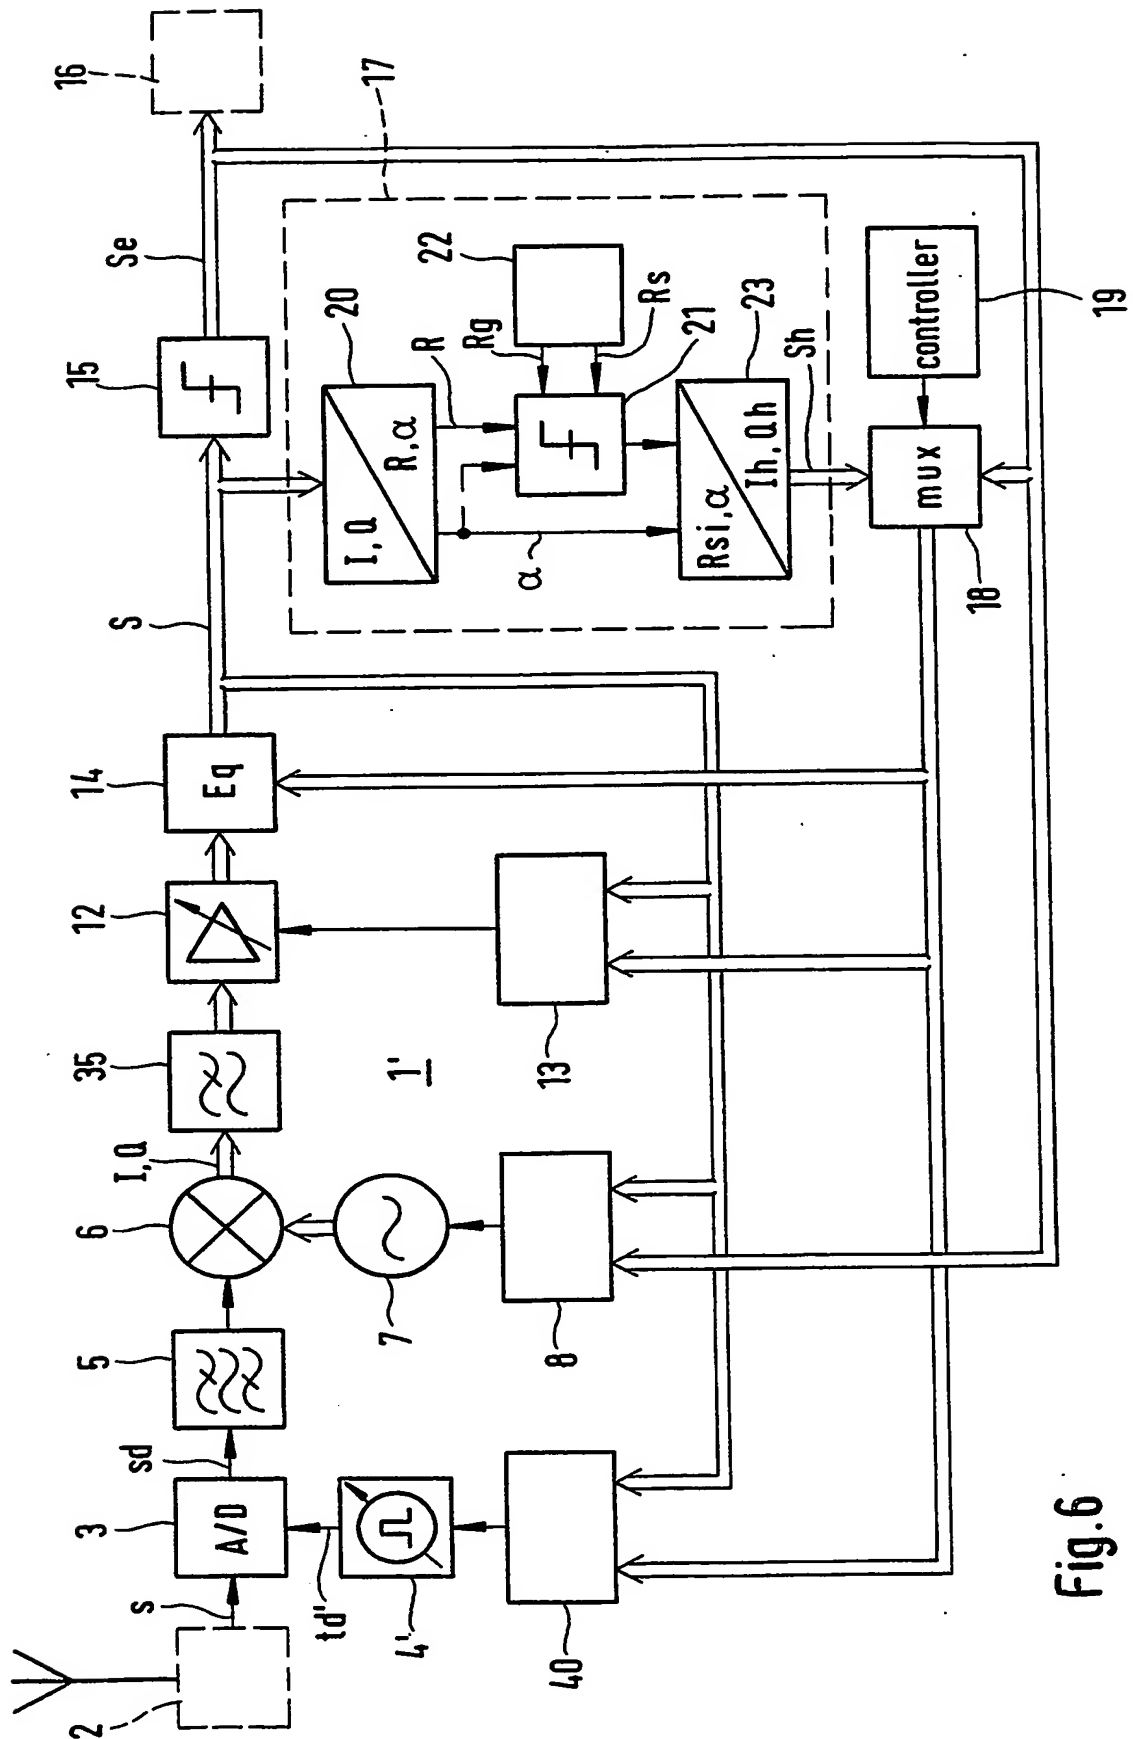 16
17
Se
22
controller
19
15
20
Rg
Rs
R
21
23
Sh
I,Q
R,α
α
Rsi,α
Ih,Qh
mux
18
S
14
Eq
12
13
35
1'
I,Q
6
7
8
5
sd
3
A/D
td'
4'
40
s
2
Fig.6